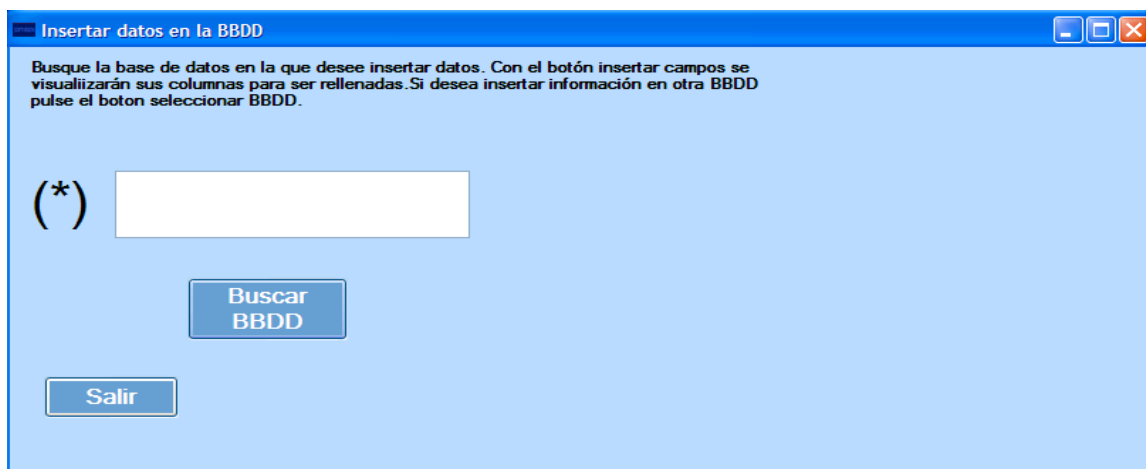 Insertar datos en la BBDD
Busque la base de datos en la que desee insertar datos. Con el botón insertar campos se
visualiizarán sus columnas para ser rellenadas.Si desea insertar información en otra BBDD
pulse el boton seleccionar BBDD.
(*)
Buscar
BBDD
Salir